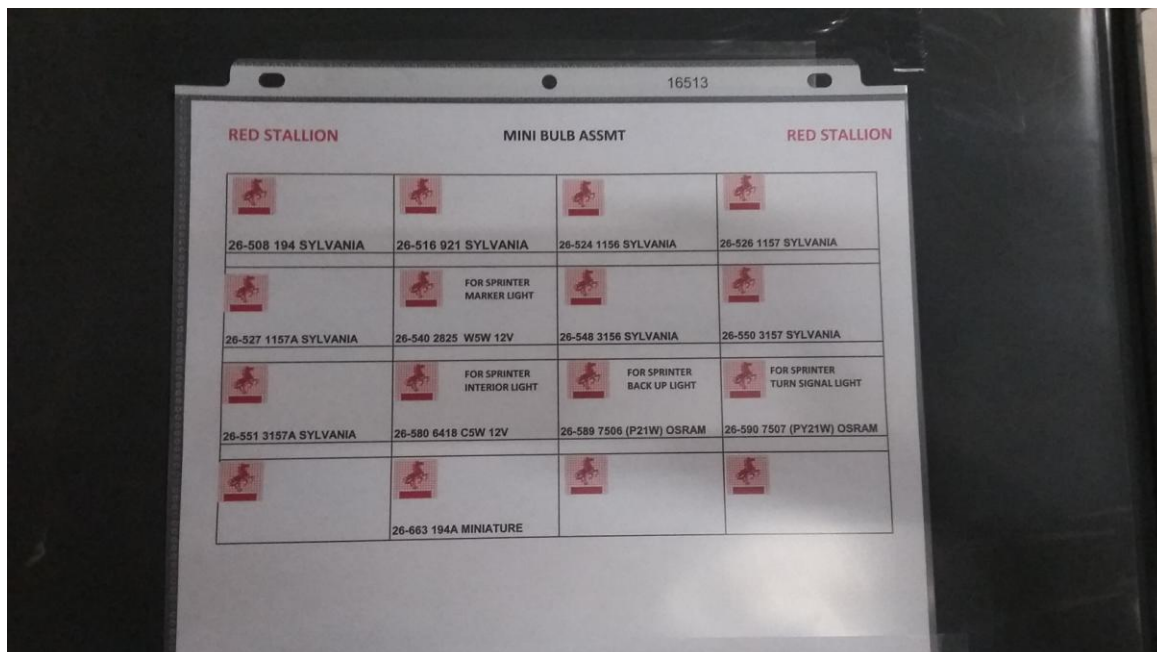 16513
RED STALLION MINI BULB ASSMT RED STALLION
26-508 194 SYLVANIA 26-516 921 SYLVANIA 26-524 1156 SYLVANIA 26-526 1157 SYLVANIA
FOR SPRINTER
MARKER LIGHT
26-527 1157A SYLVANIA 26-540 2825 W5W 12V 26-548 3156 SYLVANIA 26-550 3157 SYLVANIA
FOR SPRINTER FOR SPRINTER FOR SPRINTER
INTERIOR LIGHT BACK UP LIGHT TURN SIGNAL LIGHT
26-551 3157A SYLVANIA 26-580 6418 C5W 12V 26-589 7506 (P21W) OSRAM 26-590 7507 (PY21W) OSRAM
26-663 194A MINIATURE